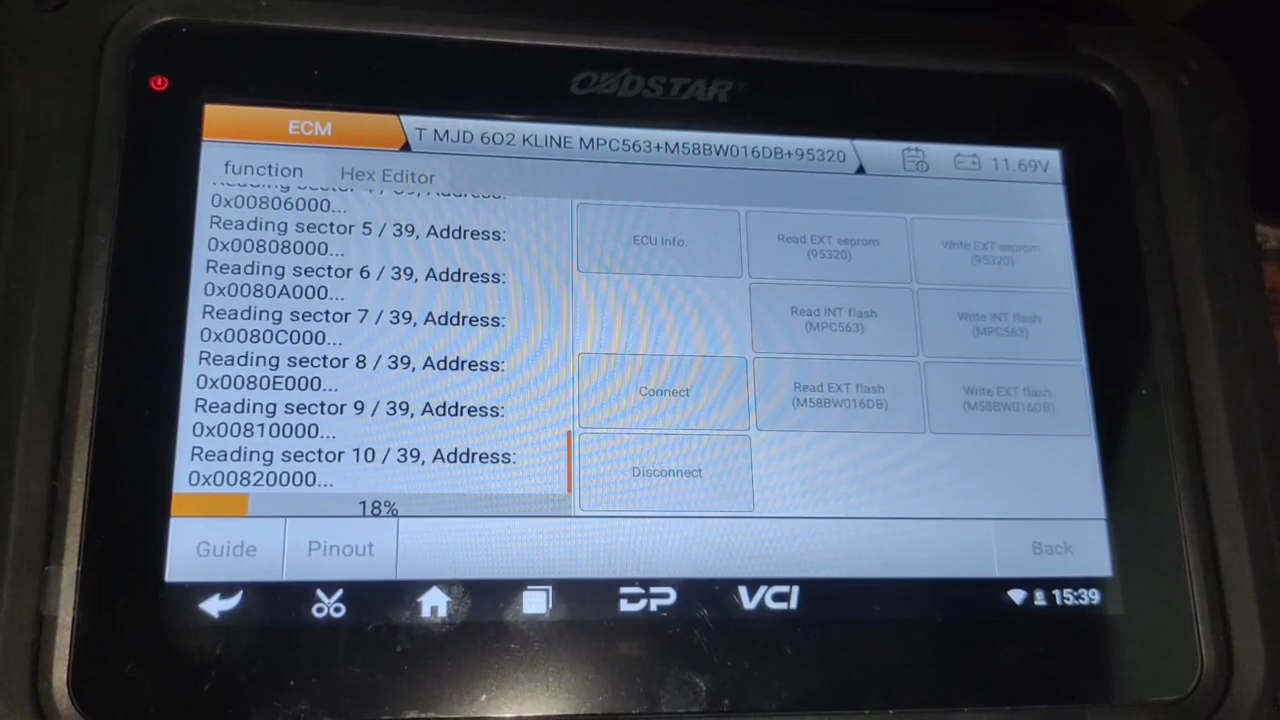 OBDSTAR
ECM
T MJD 6O2 KLINE MPC563+M58BW016DB+95320
11.69V
function
Hex Editor
0x00806000...
Reading sector 5 / 39, Address:
0x00808000...
Reading sector 6 / 39, Address:
0x0080A000...
Reading sector 7 / 39, Address:
0x0080C000...
Reading sector 8 / 39, Address:
0x0080E000...
Reading sector 9 / 39, Address:
0x00810000...
Reading sector 10 / 39, Address:
0x00820000...
18%
ECU Info.
Read EXT eeprom
(95320)
Write EXT eeprom
(95320)
Read INT flash
(MPC563)
Write INT flash
(MPC563)
Connect
Read EXT flash
(M58BW016DB)
Write EXT flash
(M58BW016DB)
Disconnect
Guide
Pinout
Back
DP
VCI
15:39